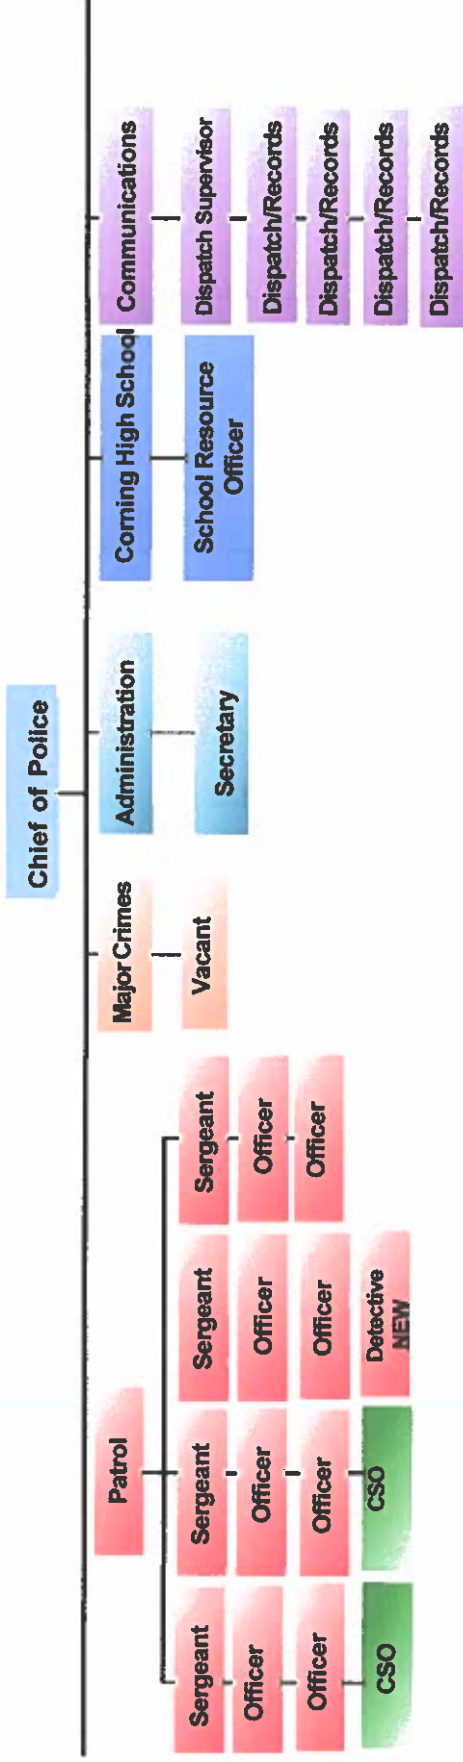 Chief of Police
Patrol
Major Crimes
Administration
Corning High School
Communications
Sergeant
Sergeant
Sergeant
Sergeant
Vacant
Secretary
School Resource
Officer
Dispatch Supervisor
Officer
Officer
Officer
Officer
Dispatch/Records
Officer
Officer
Officer
Officer
Dispatch/Records
CSO
CSO
Detective
NEW
Dispatch/Records
Dispatch/Records